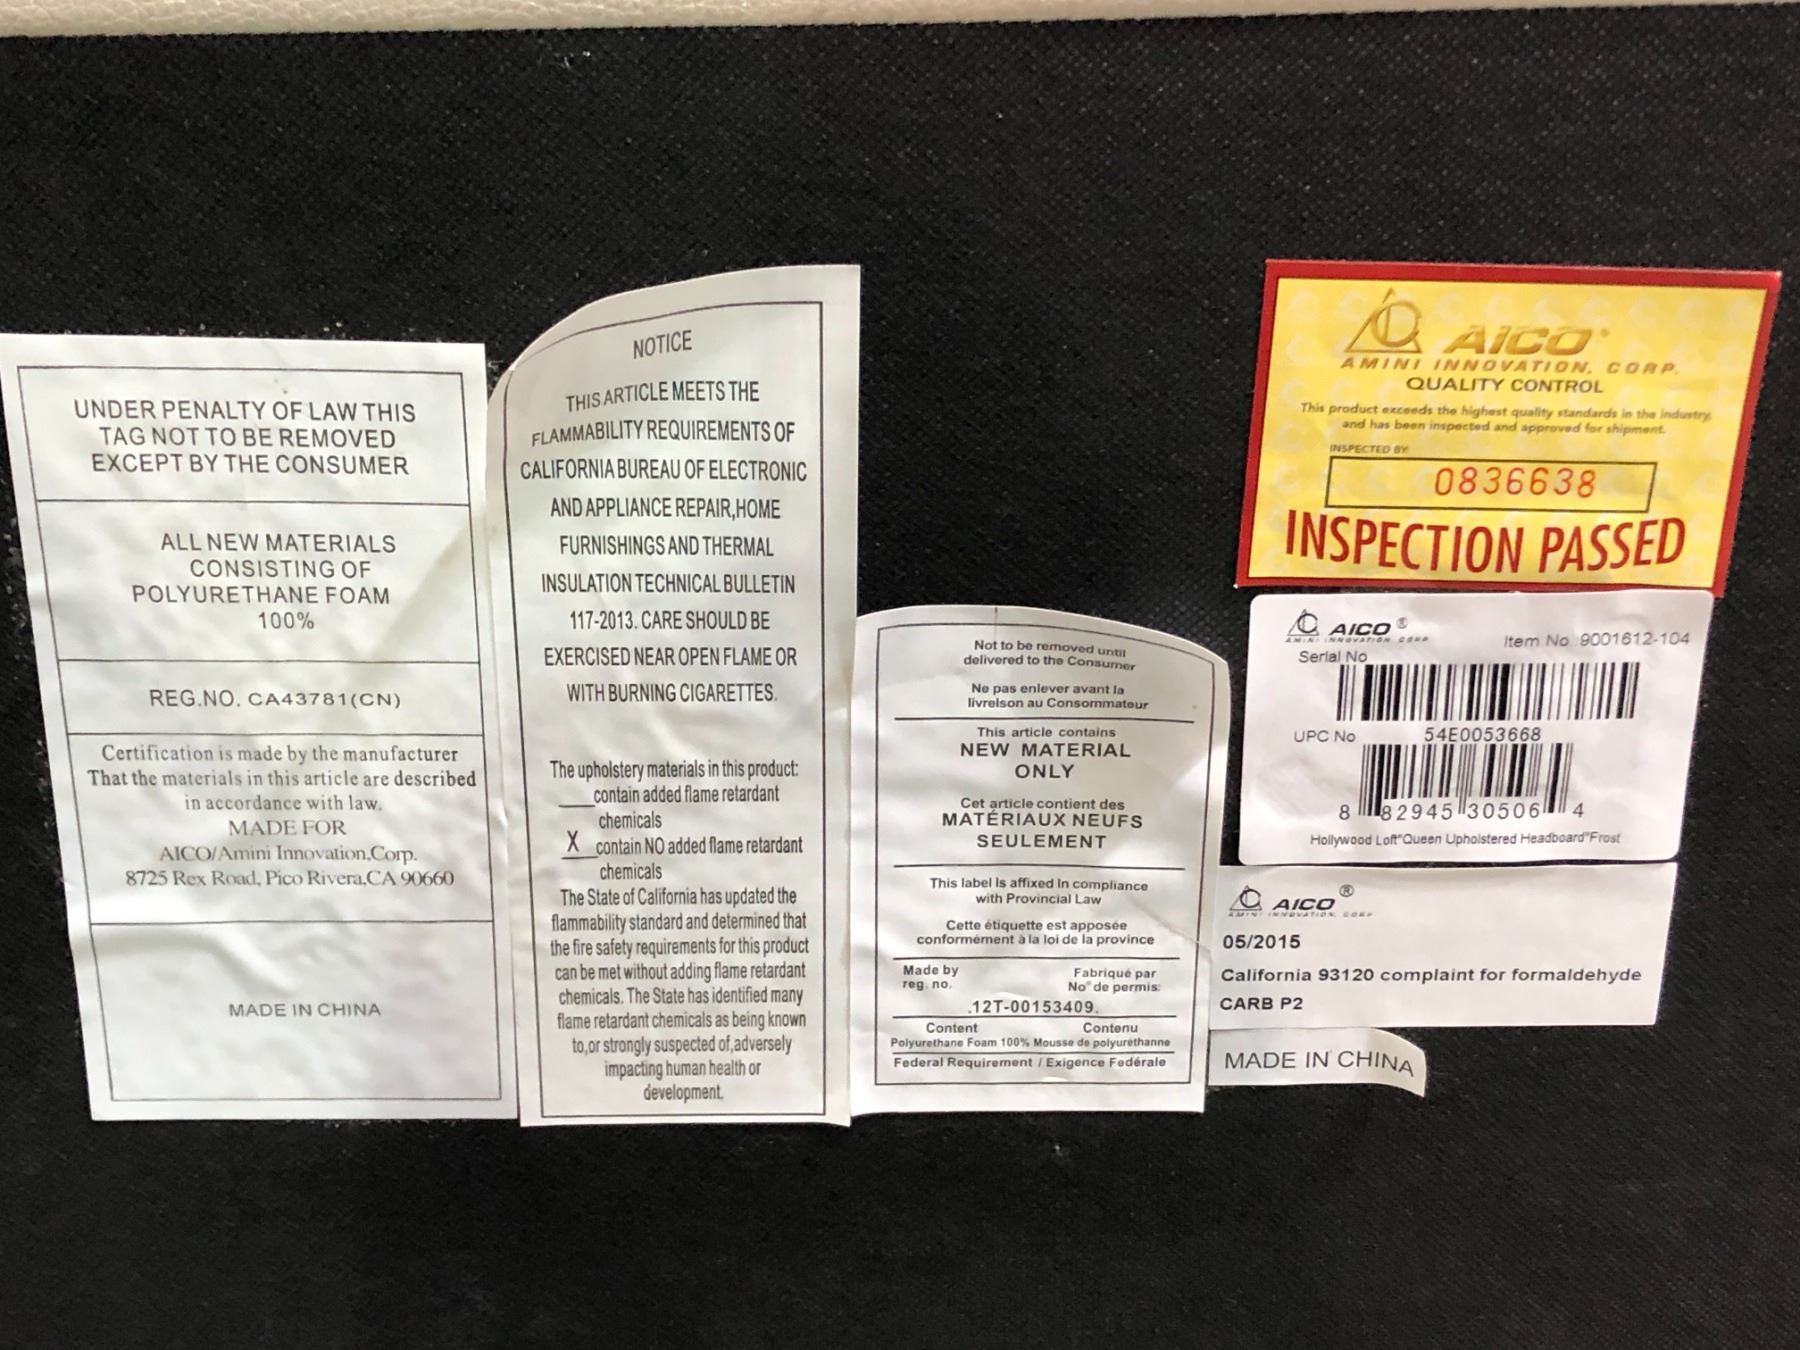 UNDER PENALTY OF LAW THIS
TAG NOT TO BE REMOVED
EXCEPT BY THE CONSUMER
ALL NEW MATERIALS
CONSISTING OF
POLYURETHANE FOAM
100%
REG.NO. CA43781(CN)
Certification is made by the manufacturer
That the materials in this article are described
in accordance with law.
MADE FOR
AICO/Amini Innovation,Corp.
8725 Rex Road, Pico Rivera,CA 90660
MADE IN CHINA
NOTICE
THIS ARTICLE MEETS THE
FLAMMABILITY REQUIREMENTS OF
CALIFORNIA BUREAU OF ELECTRONIC
AND APPLIANCE REPAIR,HOME
FURNISHINGS AND THERMAL
INSULATION TECHNICAL BULLETIN
117-2013. CARE SHOULD BE
EXERCISED NEAR OPEN FLAME OR
WITH BURNING CIGARETTES.
The upholstery materials in this product:
___contain added flame retardant
chemicals
X contain NO added flame retardant
chemicals
The State of California has updated the
flammability standard and determined that
the fire safety requirements for this product
can be met without adding flame retardant
chemicals. The State has identified many
flame retardant chemicals as being known
to,or strongly suspected of,adversely
impacting human health or
development.
Not to be removed until
delivered to the Consumer
Ne pas enlever avant la
livrelson au Consommateur
This article contains
NEW MATERIAL
ONLY
Cet article contient des
MATÉRIAUX NEUFS
SEULEMENT
This label Is affixed In compliance
with Provincial Law
Cette étiquette est apposée
conformément à la loi de la province
Made by
reg. no.
Fabriqué par
No° de permis:
.12T-00153409.
Content Contenu
Polyurethane Foam 100% Mousse de polyuréthanne
Federal Requirement / Exigence Fedérale
AICO®
AMINI INNOVATION, CORP.
QUALITY CONTROL
This product exceeds the highest quality standards in the industry,
and has been inspected and approved for shipment.
INSPECTED BY:
0836638
INSPECTION PASSED
AICO®
AMINI INNOVATION CORP
Item No 9001612-104
Serial No
54E0053668
UPC No
8 82945 30506 4
Hollywood Loft"Queen Upholstered Headboard"Frost
AICO®
AMINI INNOVATION, CORP
05/2015
California 93120 complaint for formaldehyde
CARB P2
MADE IN CHINA